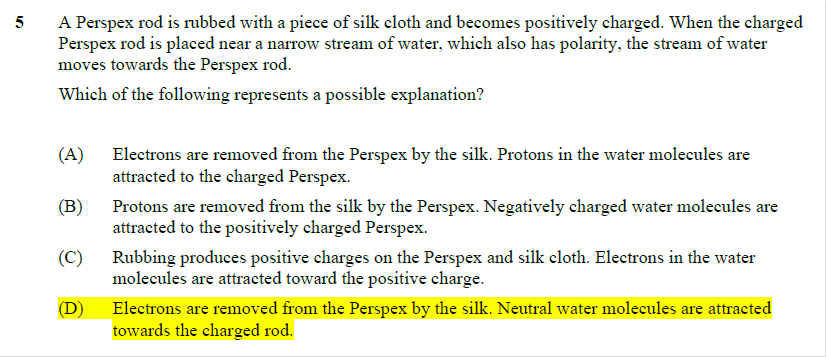 5 A Perspex rod is rubbed with a piece of silk cloth and becomes positively charged. When the charged
Perspex rod is placed near a narrow stream of water, which also has polarity, the stream of water
moves towards the Perspex rod.
Which of the following represents a possible explanation?
(A) Electrons are removed from the Perspex by the silk. Protons in the water molecules are
attracted to the charged Perspex.
(B) Protons are removed from the silk by the Perspex. Negatively charged water molecules are
attracted to the positively charged Perspex.
(C) Rubbing produces positive charges on the Perspex and silk cloth. Electrons in the water
molecules are attracted toward the positive charge.
(D) Electrons are removed from the Perspex by the silk. Neutral water molecules are attracted
towards the charged rod.